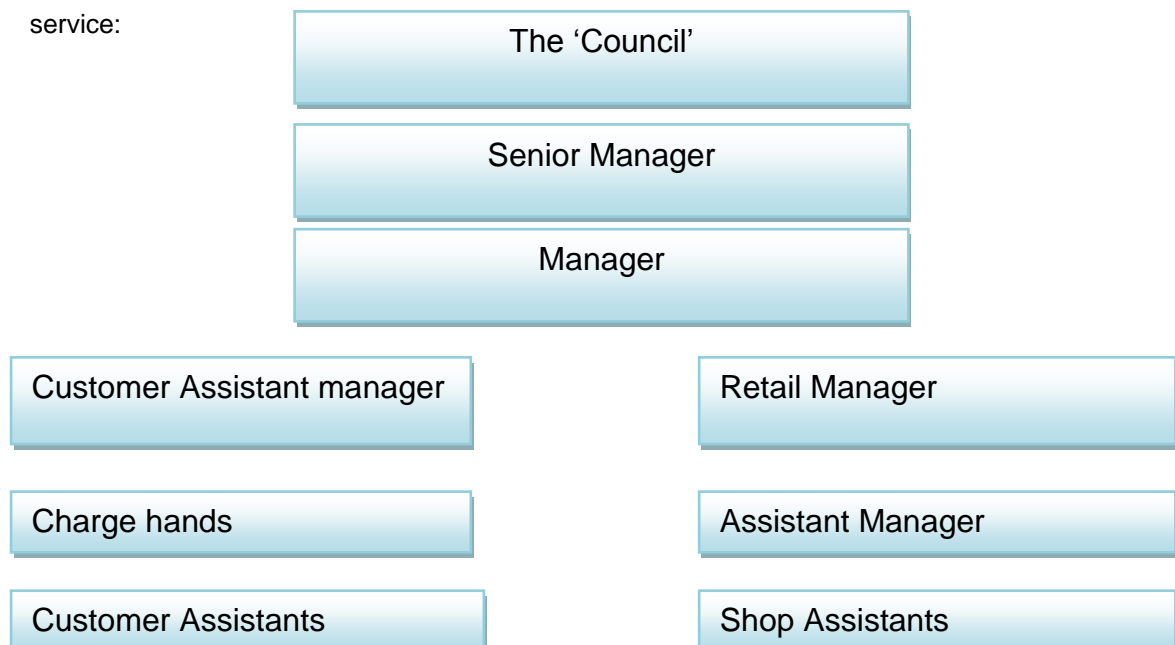 service:
The ‘Council’
Senior Manager
Manager
Customer Assistant manager
Retail Manager
Charge hands
Assistant Manager
Customer Assistants
Shop Assistants